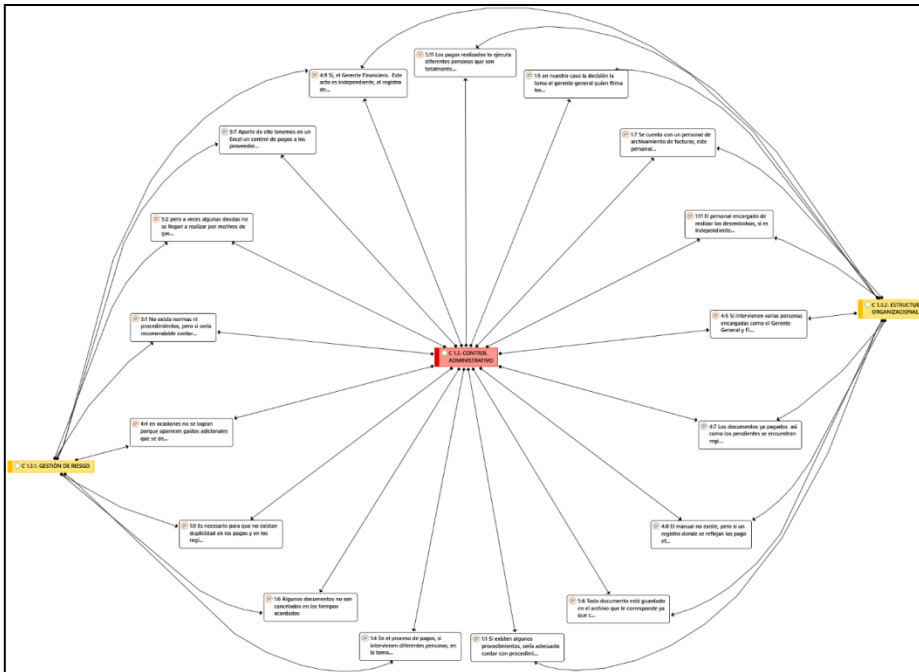 5:11 Los pagos realizados lo ejecuta
diferentes personas que son
totalmente...
4:9 Si, el Gerente Financiero. Este
acto es independiente, el registro
de...
1:5 en nuestro caso la decisión la
toma el gerente general quien firma
los...
5:7 Aparte de ello tenemos en un
Excel un control de pagos a los
proveedor...
1:7 Se cuenta con un personal de
archivamiento de facturas, este
personal...
5:2 pero a veces algunas deudas no
se llegan a realizar por motivos de
gas...
1:11 El personal encargado de
realizar los desembolsos, si es
independiente...
C 1.3.2. ESTRUCTURA
ORGANIZACIONAL
5:1 No existe normas ni
procedimientos, pero si sería
recomendable contar...
4:5 Si intervienen varias personas
encargadas como el Gerente
General y Fi...
C 1.3. CONTROL
ADMINISTRATIVO
4:4 en ocasiones no se logran
porque aparecen gastos adicionales
que se de...
4:7 Los documentos ya pagados así
como los pendientes se encuentran
regi...
C 1.3.1. GESTIÓN DE RIESGO
Es necesario para que no existan
duplicidad en los pagos y en los
regi...
4:8 El manual no existe, pero si un
registro donde se reflejan los pago
ef...
1:6 Algunos documentos no son
cancelados en los tiempos
acordados
Todo documento está guardado
en el archivo que le corresponde ya
que c...
1:4 En el proceso de pagos, si
intervienen diferentes personas, en
la toma...
1:1 Si existen algunos
procedimientos, sería adecuado
contar con procedimi...